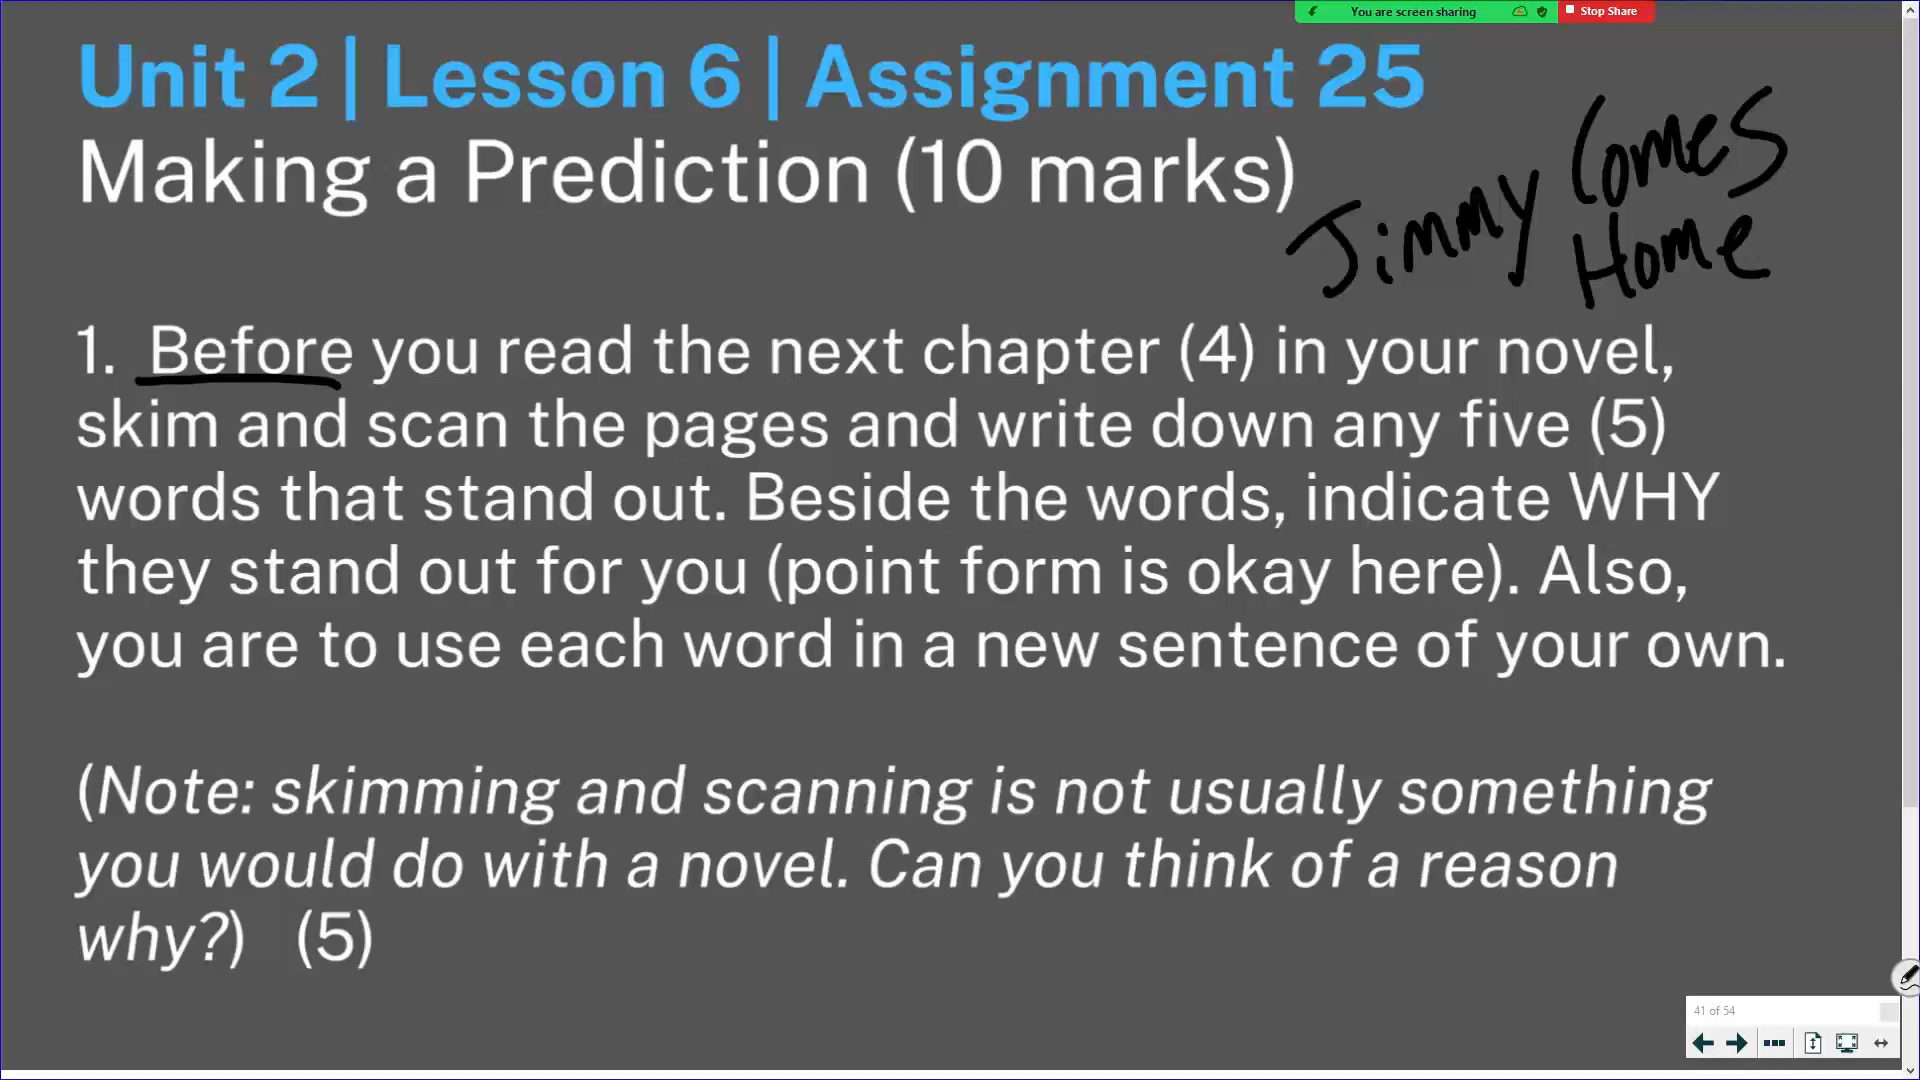 You are screen sharing
Stop Share
Unit 2 | Lesson 6 | Assignment 25
Making a Prediction (10 marks)
Jimmy Comes
Home
1. Before you read the next chapter (4) in your novel,
skim and scan the pages and write down any five (5)
words that stand out. Beside the words, indicate WHY
they stand out for you (point form is okay here). Also,
you are to use each word in a new sentence of your own.
(Note: skimming and scanning is not usually something
you would do with a novel. Can you think of a reason
why?) (5)
41 of 54